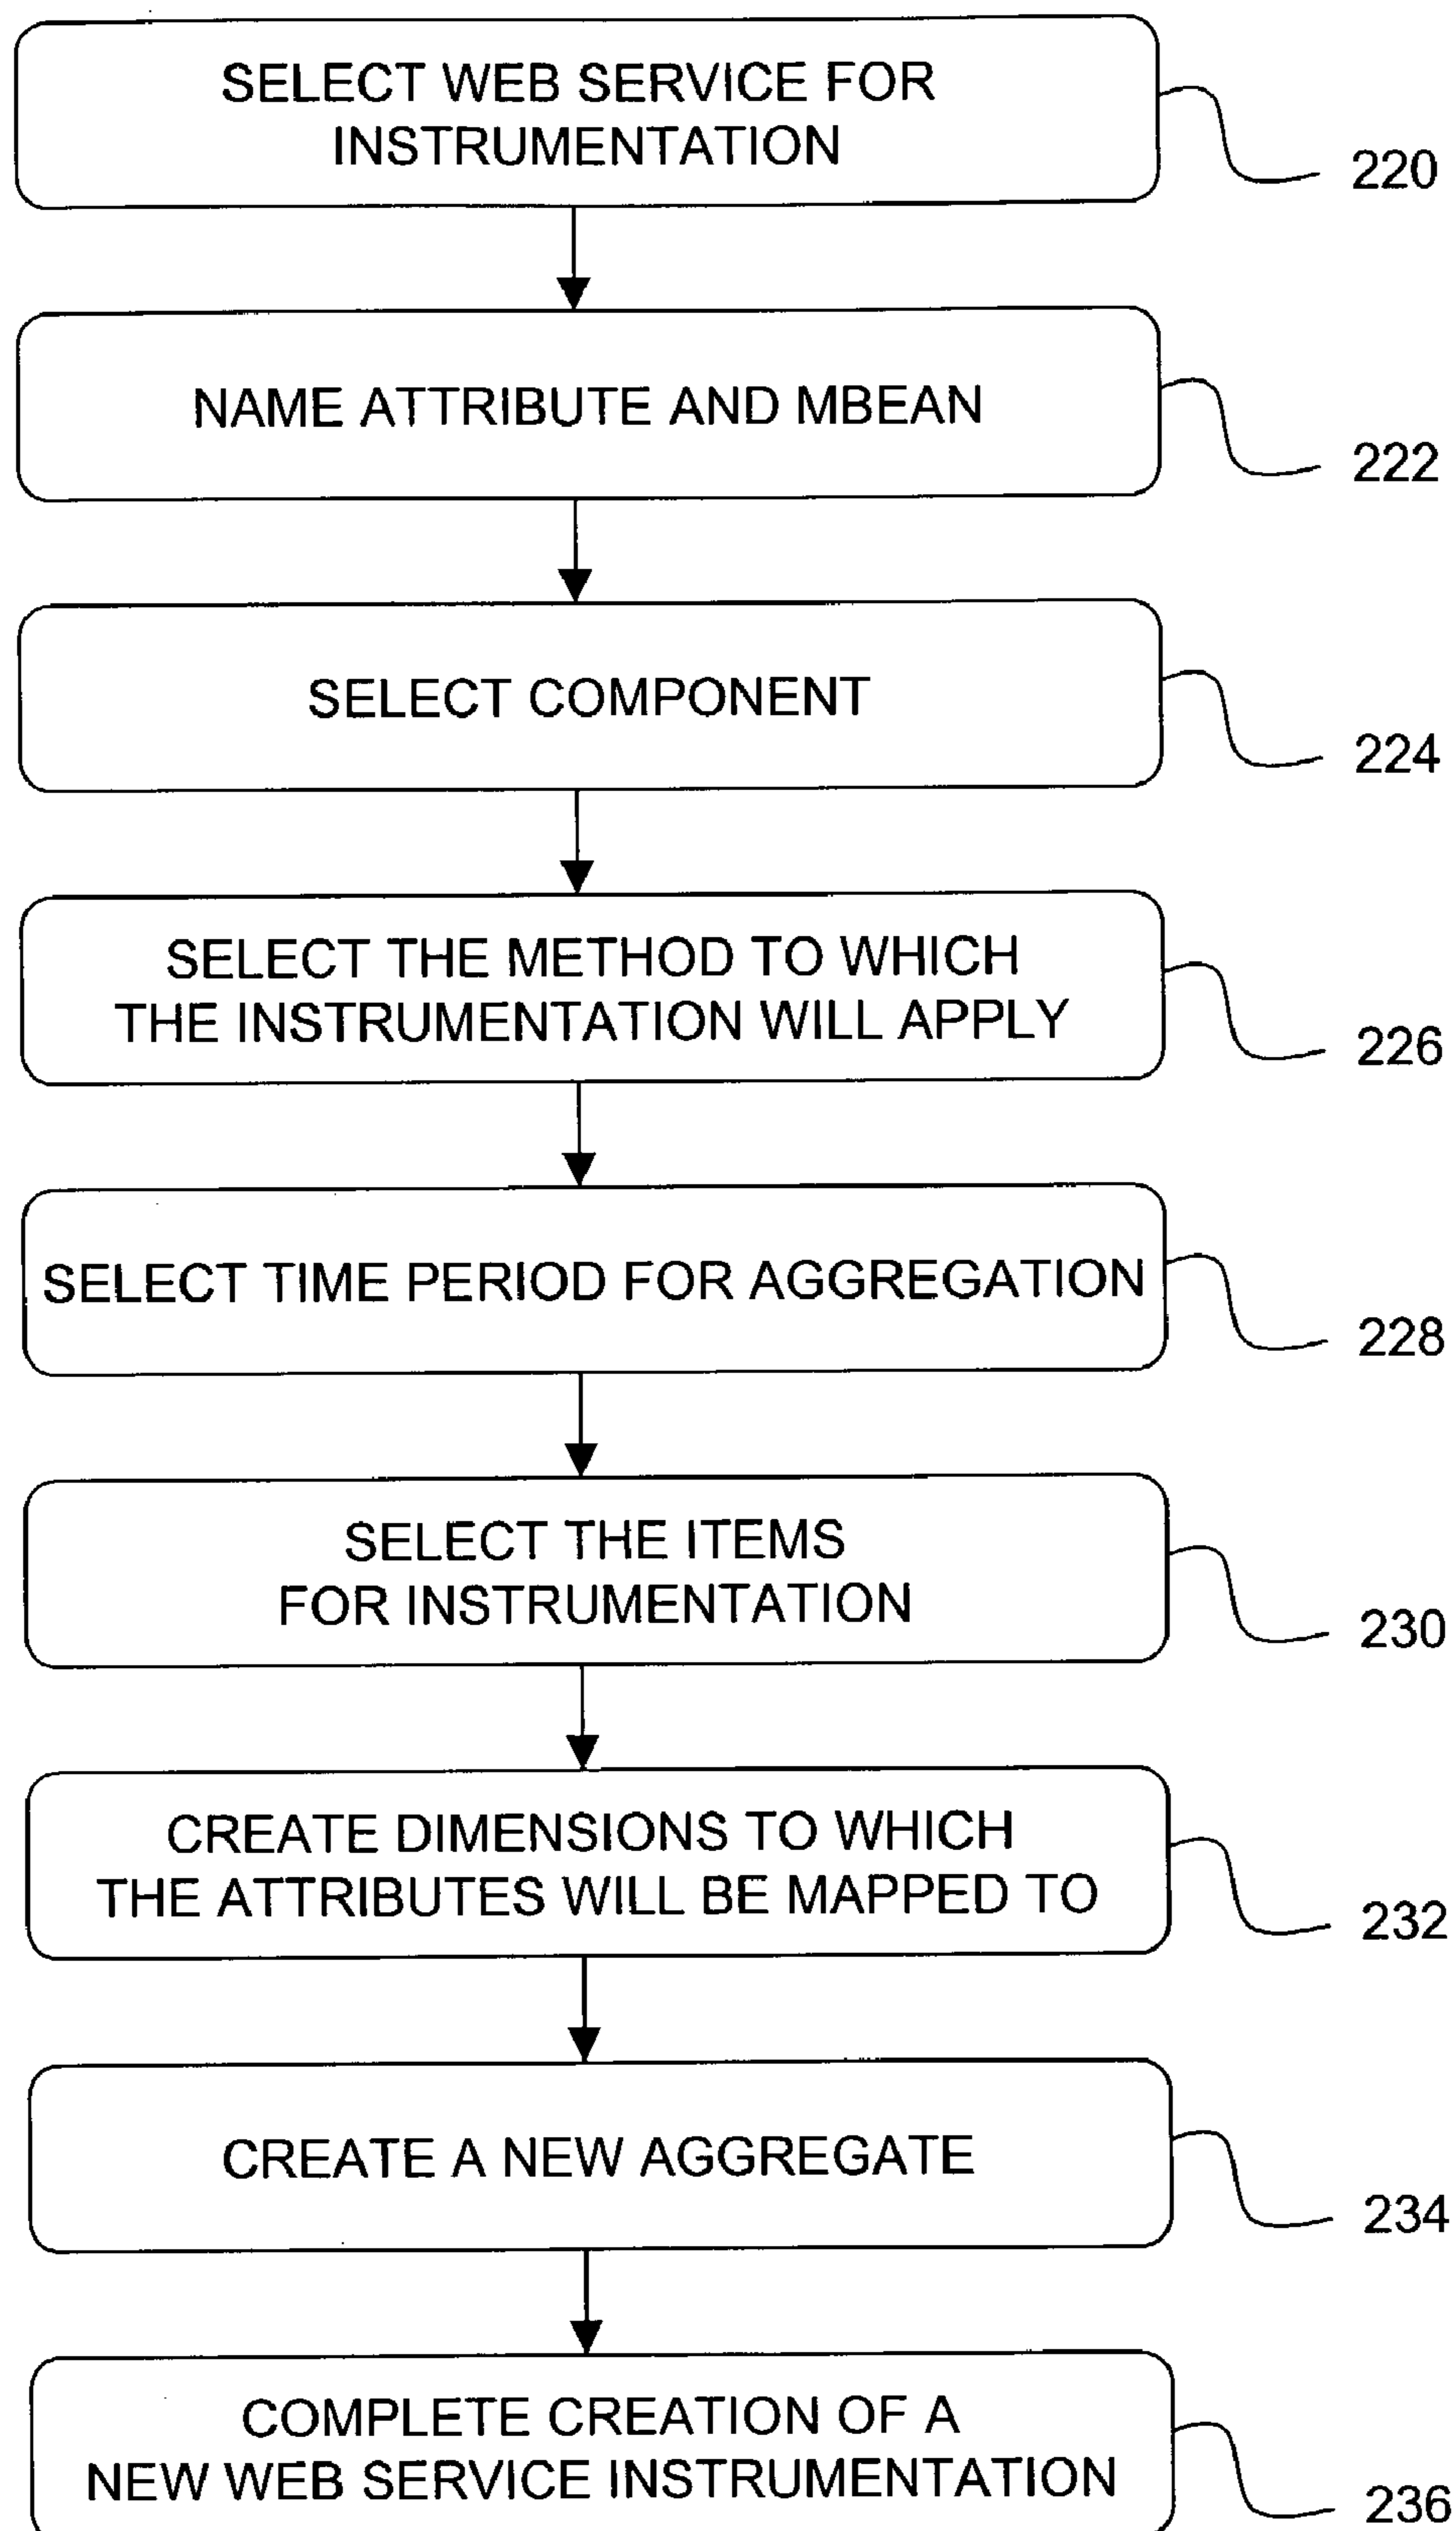 SELECT WEB SERVICE FOR
INSTRUMENTATION
220
NAME ATTRIBUTE AND MBEAN
222
SELECT COMPONENT
224
SELECT THE METHOD TO WHICH
THE INSTRUMENTATION WILL APPLY
226
SELECT TIME PERIOD FOR AGGREGATION
228
SELECT THE ITEMS
FOR INSTRUMENTATION
230
CREATE DIMENSIONS TO WHICH
THE ATTRIBUTES WILL BE MAPPED TO
232
CREATE A NEW AGGREGATE
234
COMPLETE CREATION OF A
NEW WEB SERVICE INSTRUMENTATION
236